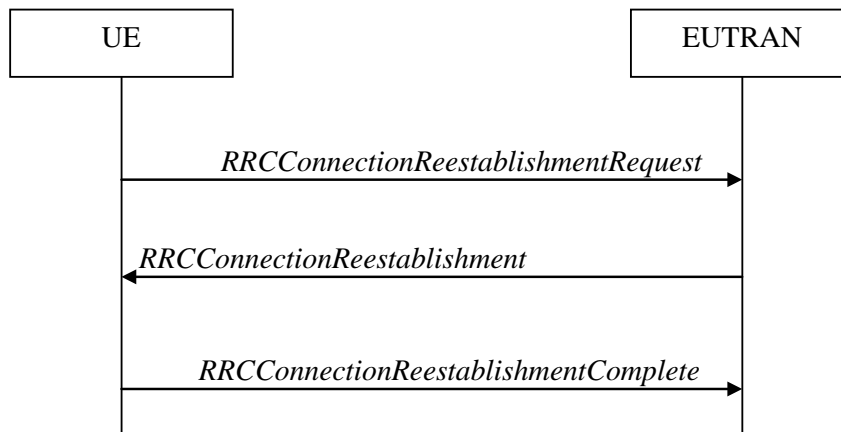 UE
EUTRAN
RRCConnectionReestablishmentRequest
RRCConnectionReestablishment
RRCConnectionReestablishmentComplete